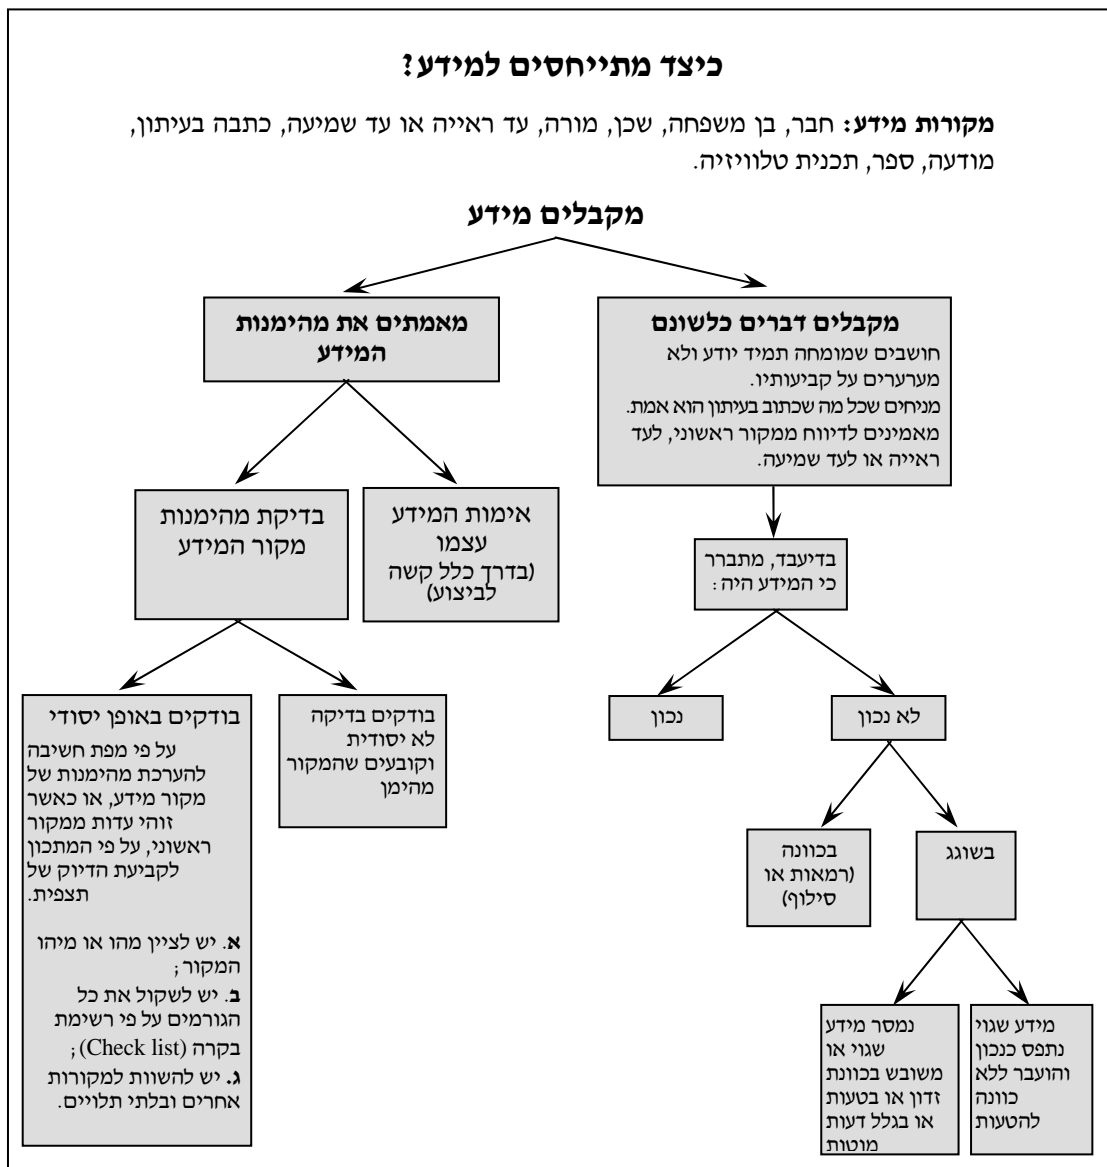 כיצד מתייחסים למידע?
מקורות מידע: חבר, בן משפחה, שכן, מורה, עד ראייה או עד שמיעה, כתבה בעיתון,
מודעה, ספר, תכנית טלוויזיה.
מקבלים מידע
מקבלים דברים כלשונם
חושבים שמומחה תמיד יודע ולא
מערערים על קביעותיו.
מניחים שכל מה שכתוב בעיתון הוא אמת.
מאמינים לדיווח ממקור ראשוני, לעד
ראייה או לעד שמיעה.
מאמתים את מהימנות
המידע
אימות המידע
עצמו
(בדרך כלל קשה
לביצוע)
בדיקת מהימנות
מקור המידע
בדיעבד, מתברר
כי המידע היה:
לא נכון
נכון
בודקים בדיקה
לא יסודית
וקובעים שהמקור
מהימן
בודקים באופן יסודי
על פי מפת חשיבה
להערכת מהימנות של
מקור מידע, או כאשר
זוהי עדות ממקור
ראשוני, על פי המתכון
לקביעת הדיוק של
תצפית.
א. יש לציין מהו או מיהו
המקור;
ב. יש לשקול את כל
הגורמים על פי רשימת
בקרה (Check list);
ג. יש להשוות למקורות
אחרים ובלתי תלויים.
בשוגג
בכוונה
(רמאות או
סילוף)
מידע שגוי
נתפס כנכון
והועבר ללא
כוונה
להטעות
נמסר מידע
שגוי או
משובש בכוונת
זדון או בטעות
או בגלל דעות
מוטות